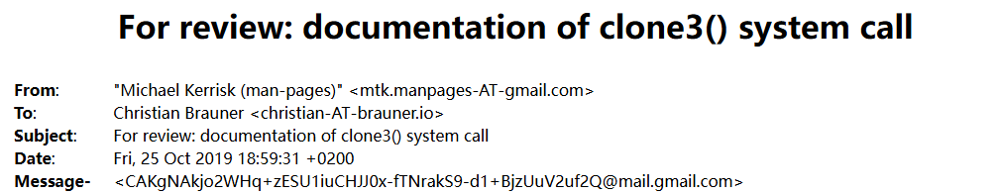 For review: documentation of clone3() system call
From: "Michael Kerrisk (man-pages)" <mtk.manpages-AT-gmail.com>
To: Christian Brauner <christian-AT-brauner.io>
Subject: For review: documentation of clone3() system call
Date: Fri, 25 Oct 2019 18:59:31 +0200
Message- <CAKgNAkjo2WHq+zESU1iuCHJJ0x-fTNrakS9-d1+BjzUuV2uf2Q@mail.gmail.com>